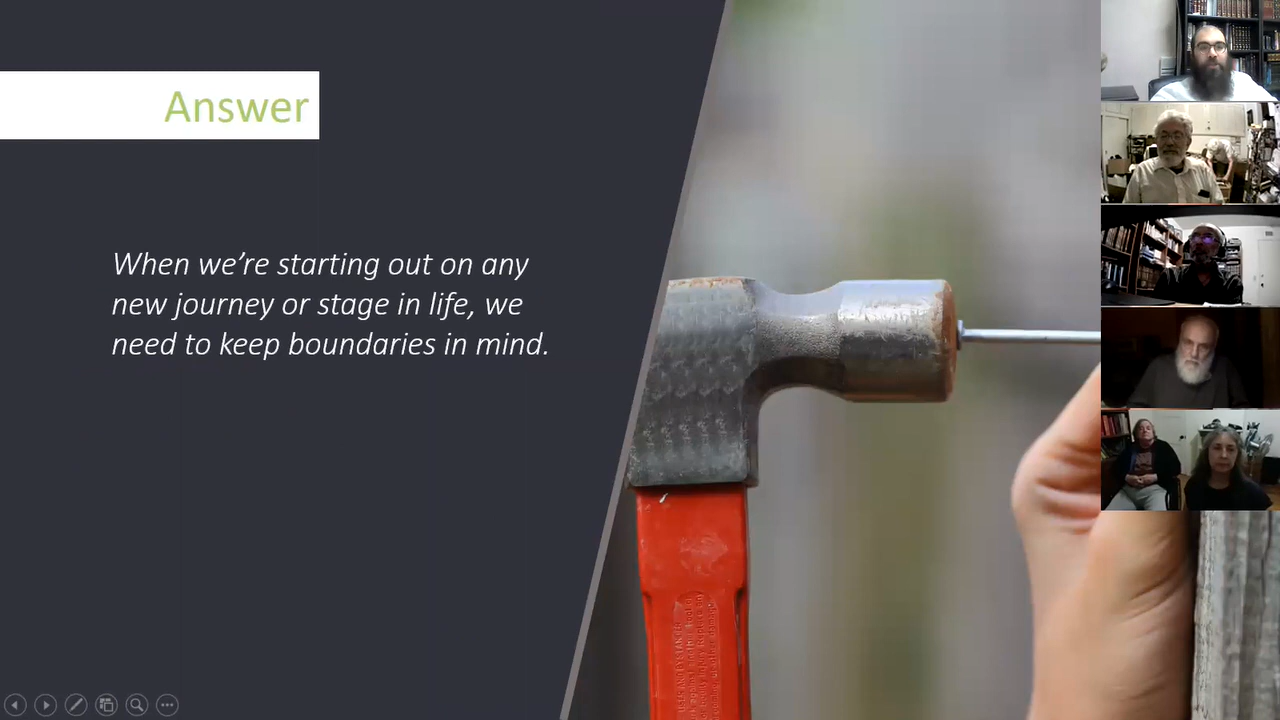 Answer
When we’re starting out on any
new journey or stage in life, we
need to keep boundaries in mind.